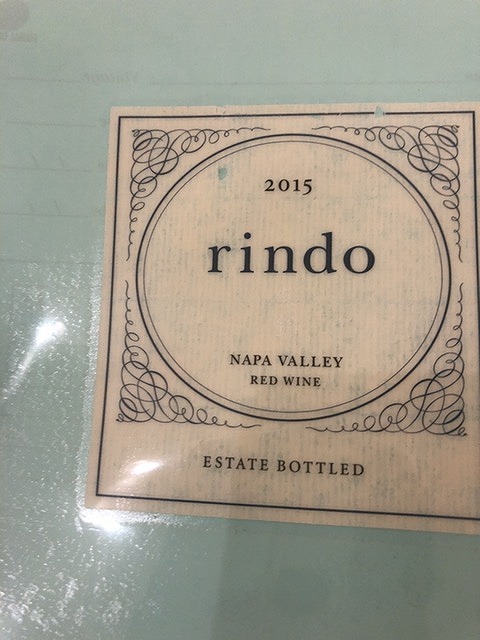 2015
rindo
NAPA VALLEY
RED WINE
ESTATE BOTTLED